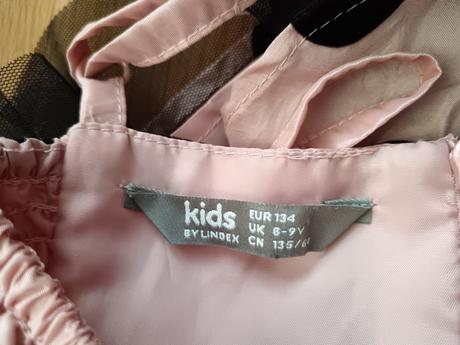 kids
BY LINDEX
EUR 134
UK 8-9Y
CN 135/6